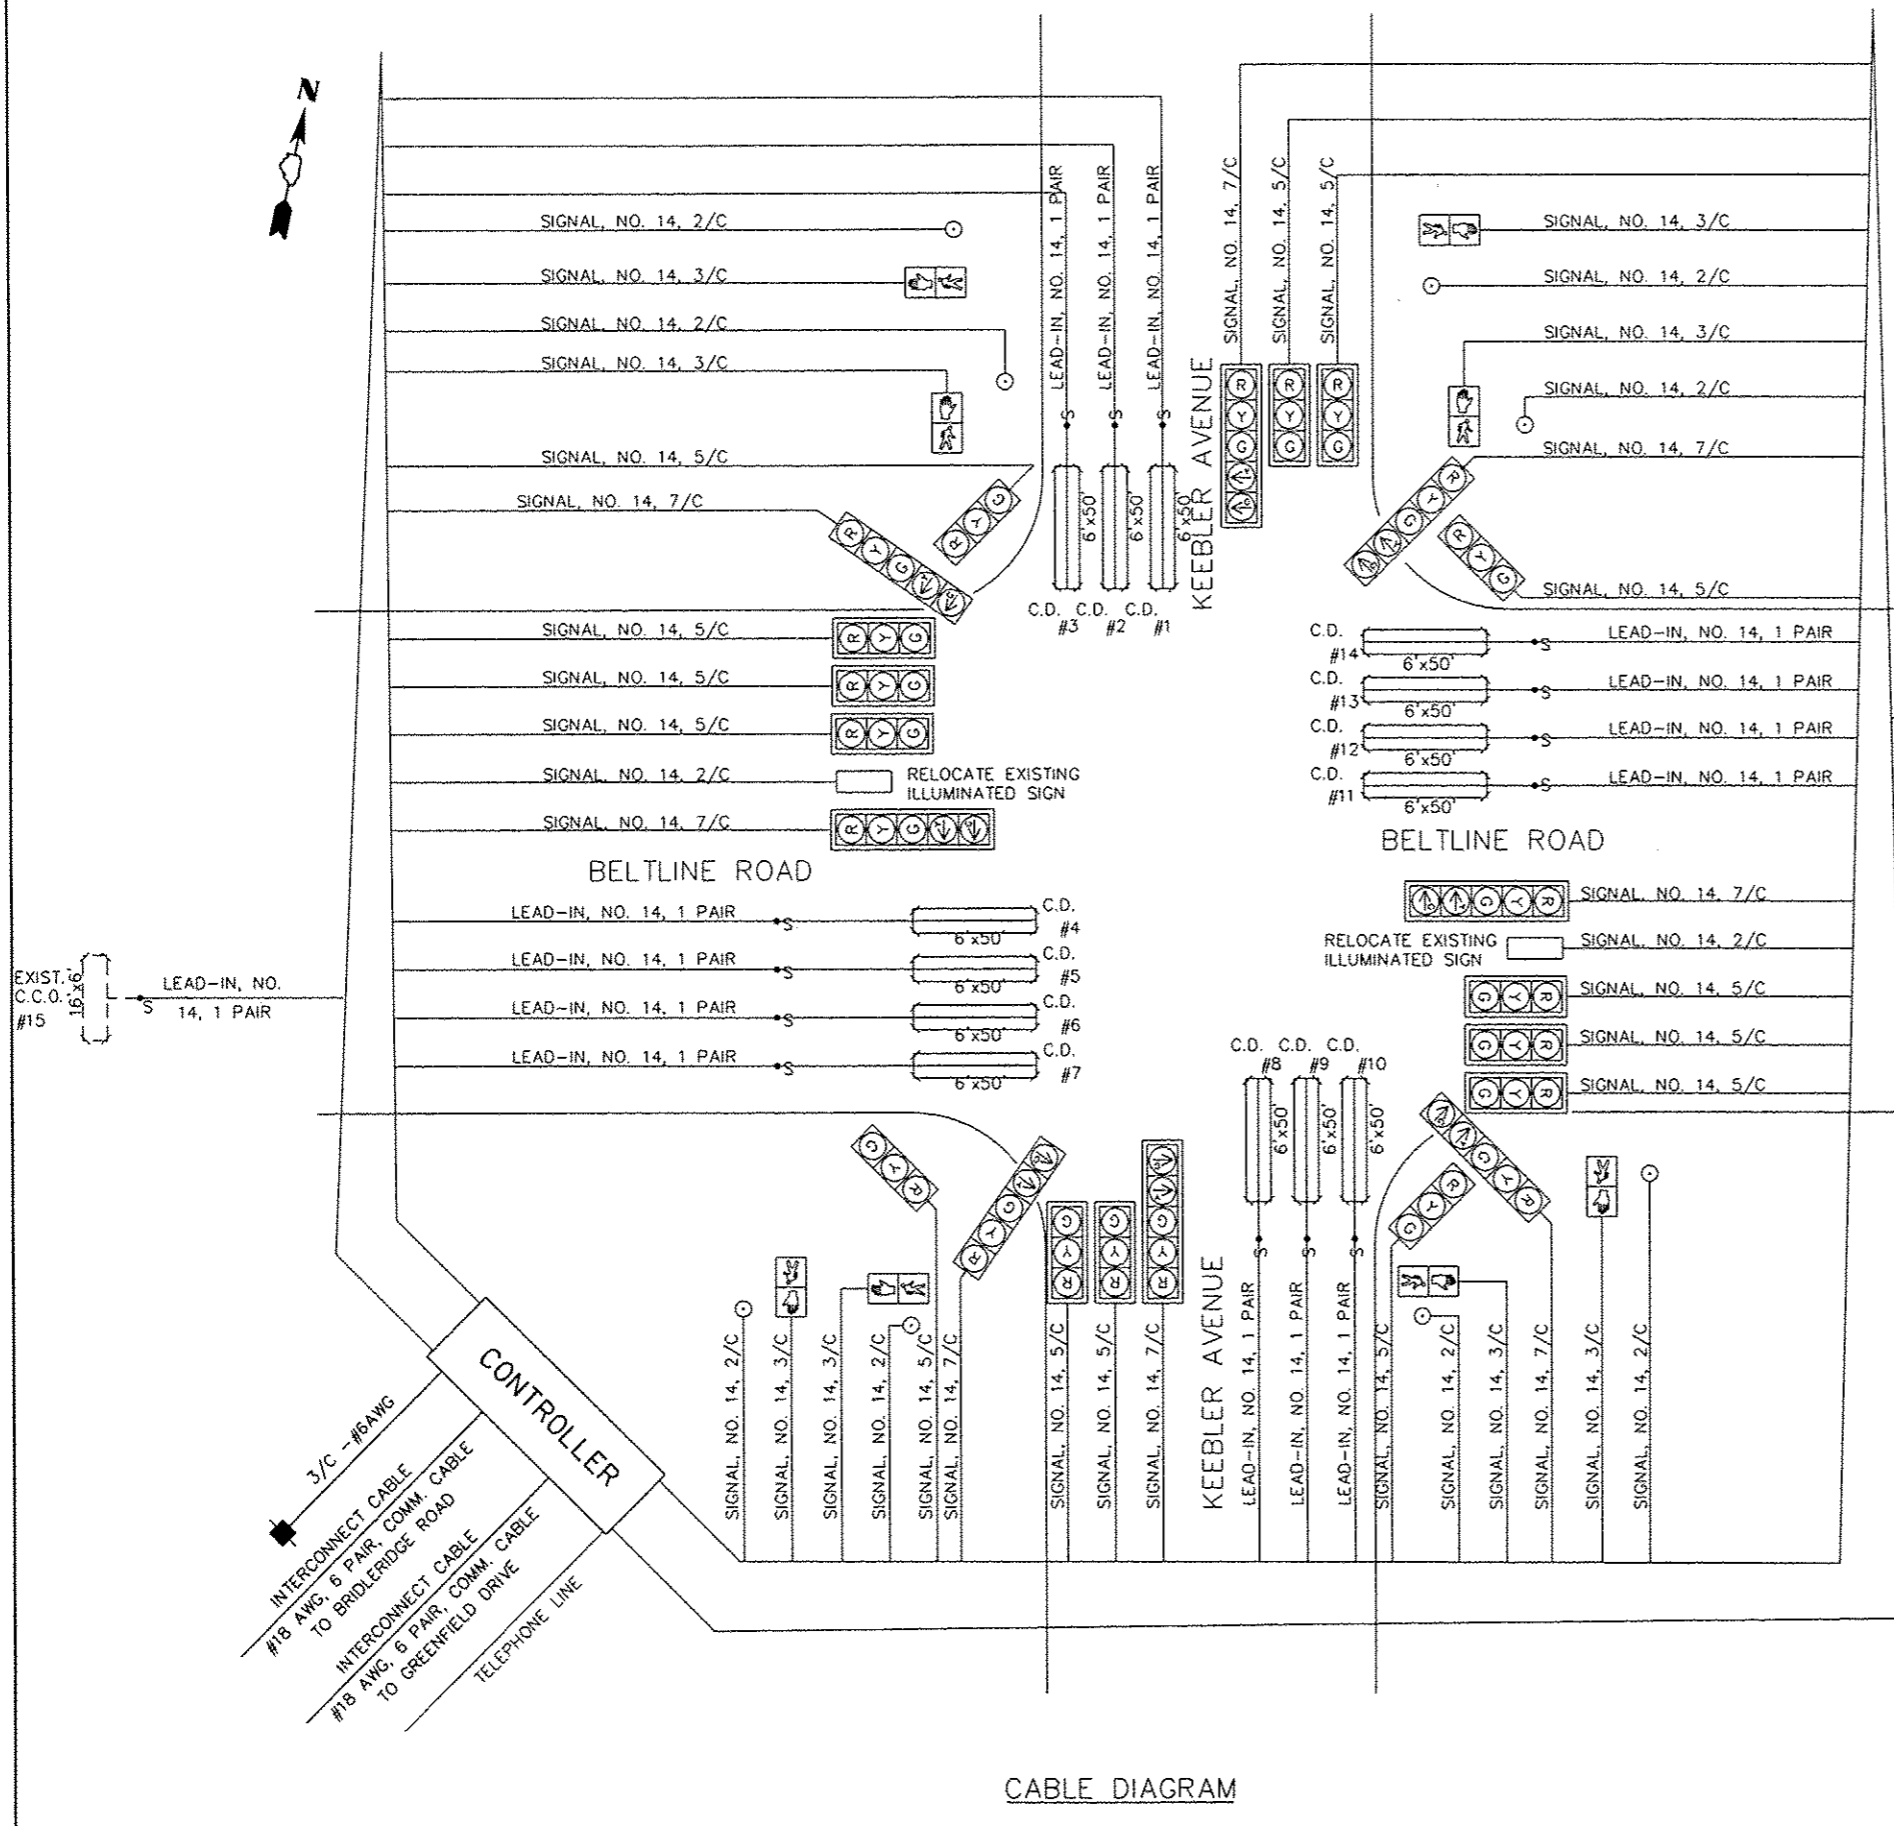 N
SIGNAL, NO. 14, 2/C
SIGNAL, NO. 14, 3/C
SIGNAL, NO. 14, 2/C
SIGNAL, NO. 14, 3/C
SIGNAL, NO. 14, 5/C
SIGNAL, NO. 14, 7/C
R Y G
R Y G
LEAD-IN, NO. 14, 1 PAIR
LEAD-IN, NO. 14, 1 PAIR
LEAD-IN, NO. 14, 1 PAIR
S
S
S
6'x50'
6'x50'
6'x50'
C.D. #3
C.D. #2
C.D. #1
KEEBLER AVENUE
SIGNAL, NO. 14, 7/C
SIGNAL, NO. 14, 5/C
SIGNAL, NO. 14, 5/C
R Y G
R Y G
R Y G
SIGNAL, NO. 14, 3/C
SIGNAL, NO. 14, 2/C
SIGNAL, NO. 14, 3/C
SIGNAL, NO. 14, 2/C
SIGNAL, NO. 14, 7/C
R Y G
R Y G
SIGNAL, NO. 14, 5/C
SIGNAL, NO. 14, 5/C
R Y G
SIGNAL, NO. 14, 5/C
R Y G
SIGNAL, NO. 14, 5/C
R Y G
SIGNAL, NO. 14, 2/C
RELOCATE EXISTING
ILLUMINATED SIGN
SIGNAL, NO. 14, 7/C
R Y G
BELTLINE ROAD
C.D. #14 6'x50' S LEAD-IN, NO. 14, 1 PAIR
C.D. #13 6'x50' S LEAD-IN, NO. 14, 1 PAIR
C.D. #12 6'x50' S LEAD-IN, NO. 14, 1 PAIR
C.D. #11 6'x50' S LEAD-IN, NO. 14, 1 PAIR
BELTLINE ROAD
LEAD-IN, NO. 14, 1 PAIR S 6'x50' C.D. #4
LEAD-IN, NO. 14, 1 PAIR S 6'x50' C.D. #5
LEAD-IN, NO. 14, 1 PAIR S 6'x50' C.D. #6
LEAD-IN, NO. 14, 1 PAIR S 6'x50' C.D. #7
EXIST.
C.C.O.
#15
16'x6'
S
LEAD-IN, NO.
14, 1 PAIR
G Y R SIGNAL, NO. 14, 7/C
RELOCATE EXISTING
ILLUMINATED SIGN
SIGNAL, NO. 14, 2/C
G Y R SIGNAL, NO. 14, 5/C
G Y R SIGNAL, NO. 14, 5/C
G Y R SIGNAL, NO. 14, 5/C
C.D. #8
C.D. #9
C.D. #10
6'x50'
6'x50'
6'x50'
S
S
S
G Y R
G Y R
G Y R
G Y R
G Y R
G Y R
R Y G
SIGNAL, NO. 14, 2/C
SIGNAL, NO. 14, 3/C
SIGNAL, NO. 14, 3/C
SIGNAL, NO. 14, 2/C
SIGNAL, NO. 14, 5/C
SIGNAL, NO. 14, 7/C
SIGNAL, NO. 14, 5/C
SIGNAL, NO. 14, 5/C
SIGNAL, NO. 14, 7/C
KEEBLER AVENUE
LEAD-IN, NO. 14, 1 PAIR
LEAD-IN, NO. 14, 1 PAIR
LEAD-IN, NO. 14, 1 PAIR
SIGNAL, NO. 14, 5/C
SIGNAL, NO. 14, 2/C
SIGNAL, NO. 14, 3/C
SIGNAL, NO. 14, 7/C
SIGNAL, NO. 14, 3/C
SIGNAL, NO. 14, 2/C
CONTROLLER
3/C - #6AWG
INTERCONNECT CABLE
#18 AWG, 6 PAIR, COMM. CABLE
TO BRIDLERIDGE ROAD
INTERCONNECT CABLE
#18 AWG, 6 PAIR, COMM. CABLE
TO GREENFIELD DRIVE
TELEPHONE LINE
CABLE DIAGRAM